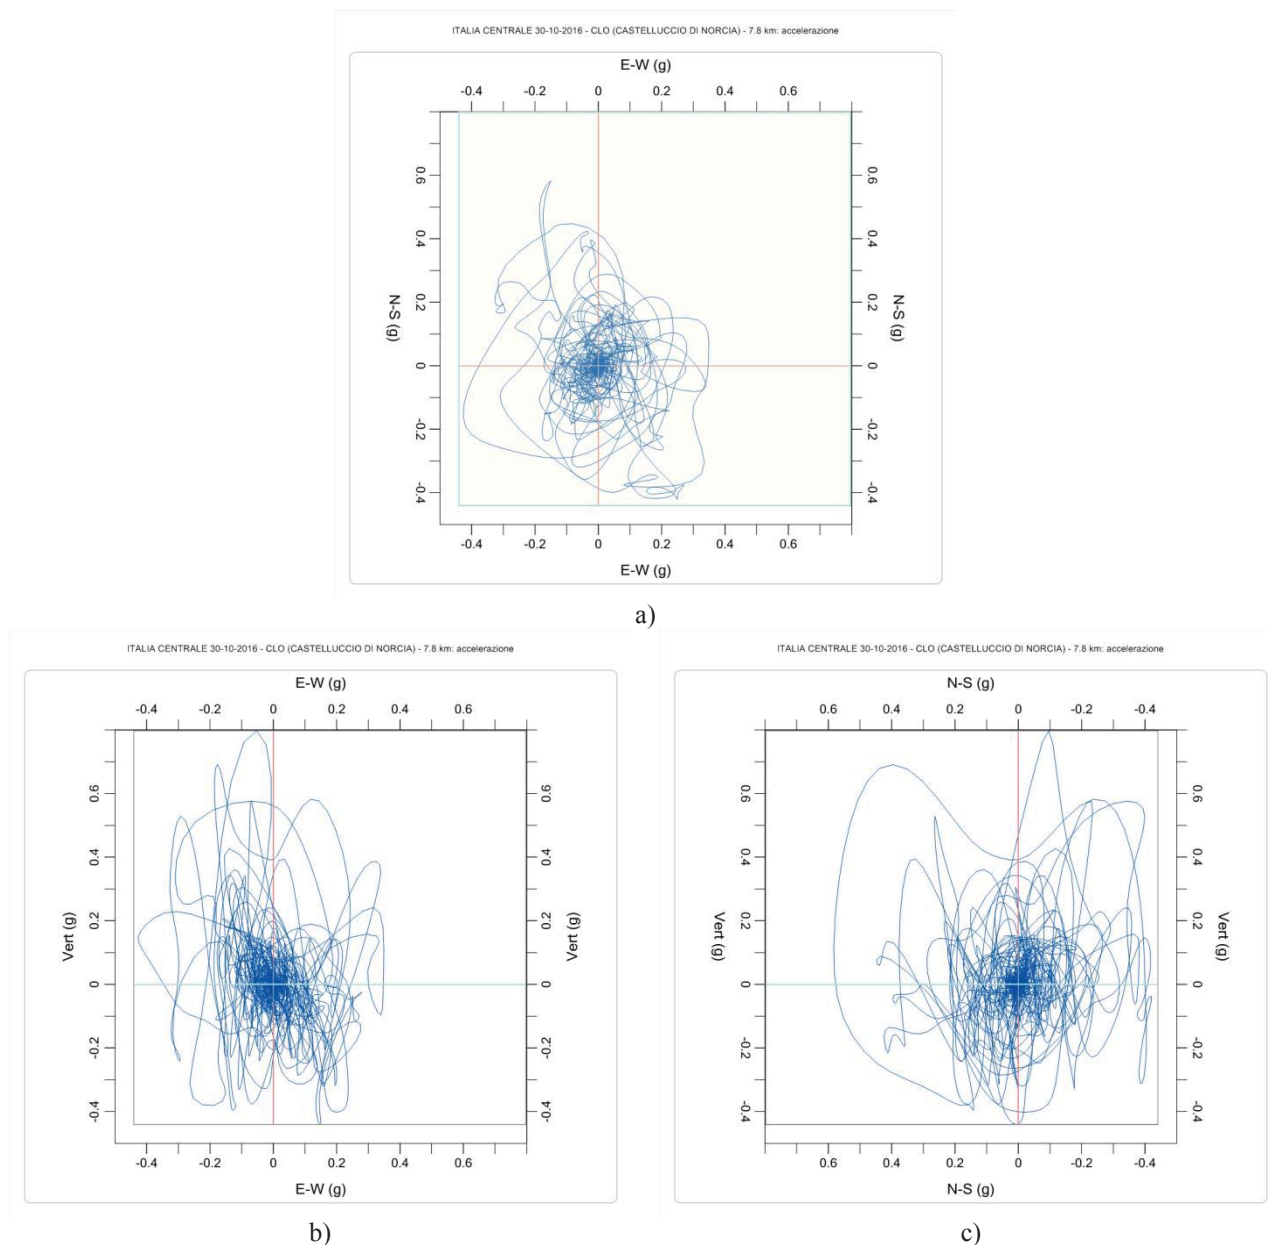 ITALIA CENTRALE 30-10-2016 - CLO (CASTELLUCCIO DI NORCIA) - 7.8 km: accelerazione
E-W (g)
-0.4 -0.2 0 0.2 0.4 0.6
0.6 0.6
0.4 0.4
0.2 0.2
N-S (g) N-S (g)
0 0
-0.2 -0.2
-0.4 -0.4
-0.4 -0.2 0 0.2 0.4 0.6
E-W (g)
a)
ITALIA CENTRALE 30-10-2016 - CLO (CASTELLUCCIO DI NORCIA) - 7.8 km: accelerazione
E-W (g)
-0.4 -0.2 0 0.2 0.4 0.6
0.6 0.6
0.4 0.4
0.2 0.2
Vert (g) Vert (g)
0 0
-0.2 -0.2
-0.4 -0.4
-0.4 -0.2 0 0.2 0.4 0.6
E-W (g)
b)
ITALIA CENTRALE 30-10-2016 - CLO (CASTELLUCCIO DI NORCIA) - 7.8 km: accelerazione
N-S (g)
0.6 0.4 0.2 0 -0.2 -0.4
0.6 0.6
0.4 0.4
0.2 0.2
Vert (g) Vert (g)
0 0
-0.2 -0.2
-0.4 -0.4
0.6 0.4 0.2 0 -0.2 -0.4
N-S (g)
c)